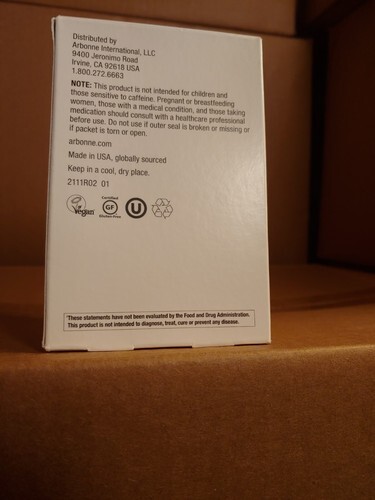 Distributed by
Arbonne International, LLC
9400 Jeronimo Road
Irvine, CA 92618 USA
1.800.272.6663
NOTE: This product is not intended for children and
those sensitive to caffeine. Pregnant or breastfeeding
women, those with a medical condition, and those taking
medication should consult with a healthcare professional
before use. Do not use if outer seal is broken or missing or
if packet is torn or open.
arbonne.com
Made in USA, globally sourced
Keep in a cool, dry place.
2111R02 01
Vegan
Certified
GF
Gluten-Free
U
*These statements have not been evaluated by the Food and Drug Administration.
This product is not intended to diagnose, treat, cure or prevent any disease.